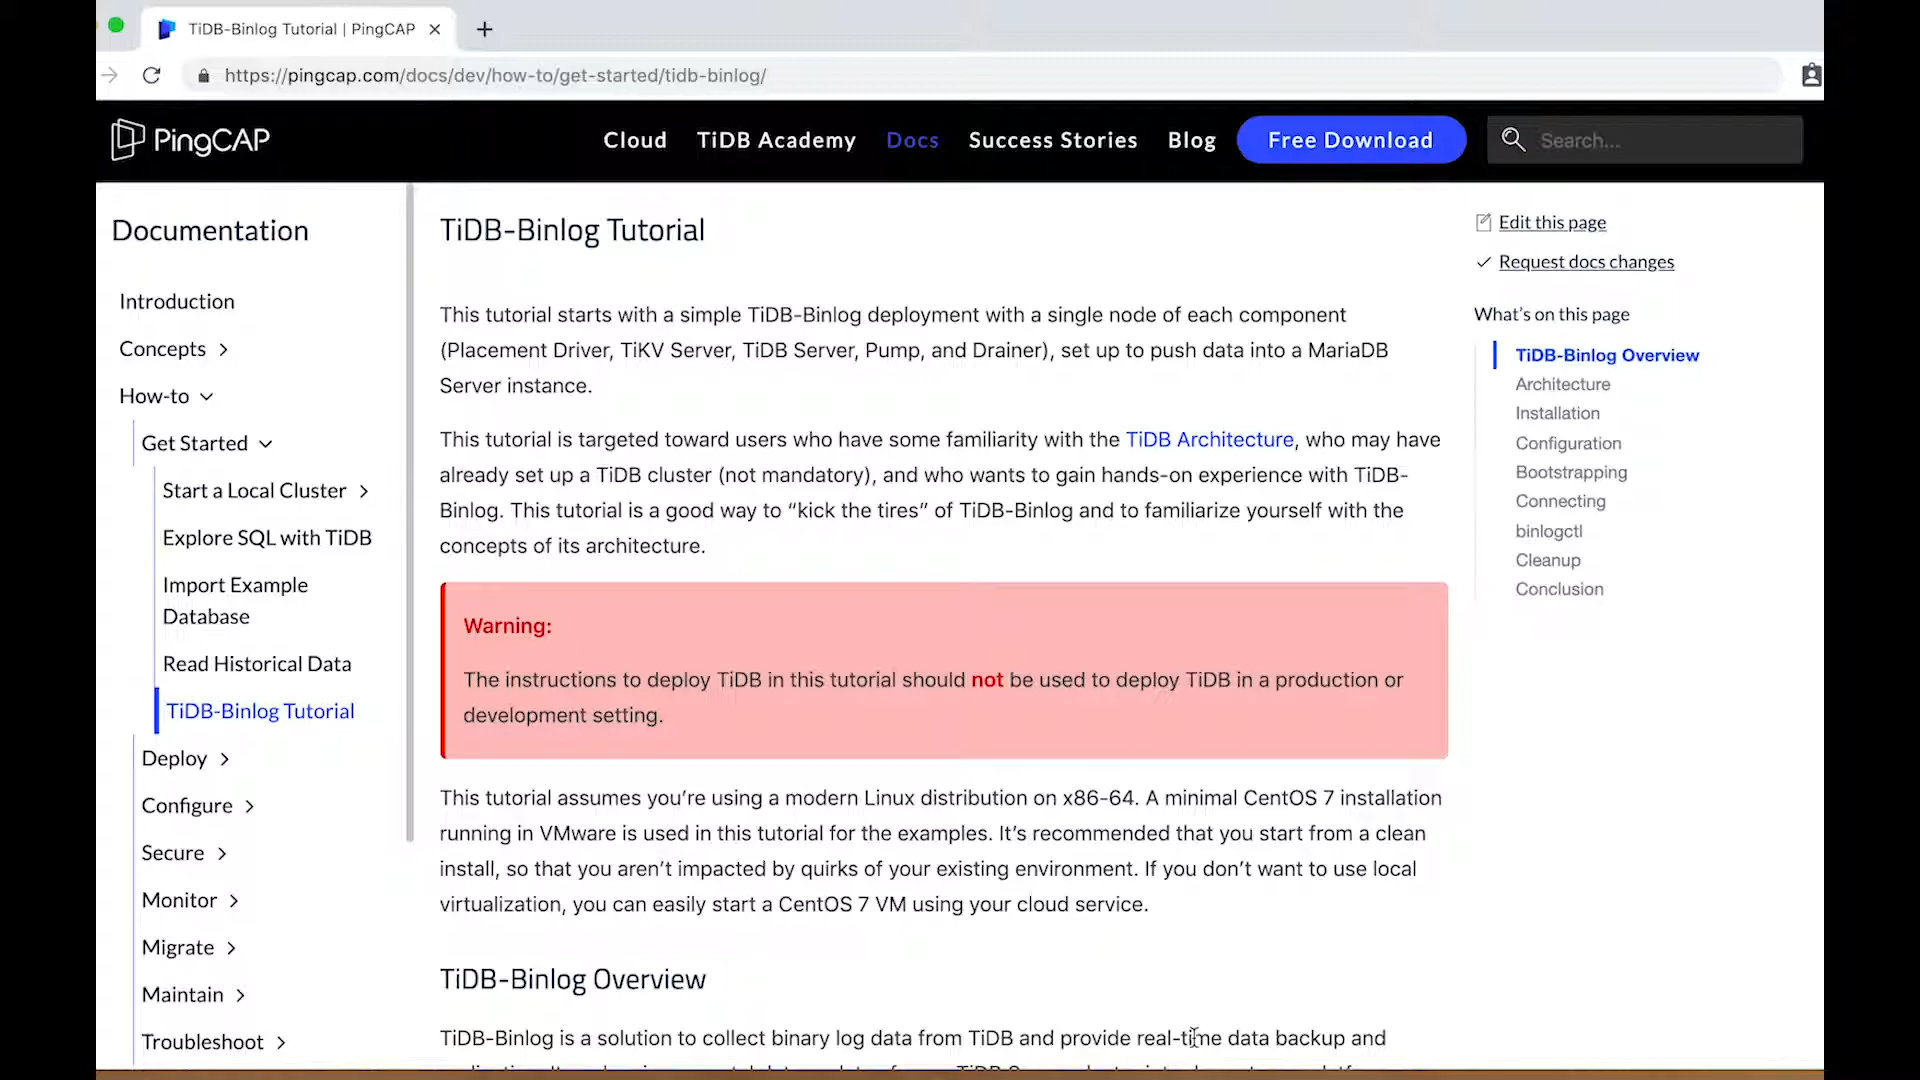 TiDB-Binlog Tutorial | PingCAP
https://pingcap.com/docs/dev/how-to/get-started/tidb-binlog/
PingCAP
Cloud
TiDB Academy
Docs
Success Stories
Blog
Free Download
Search...
Documentation
Introduction
Concepts
How-to
Get Started
Start a Local Cluster
Explore SQL with TiDB
Import Example
Database
Read Historical Data
TiDB-Binlog Tutorial
Deploy
Configure
Secure
Monitor
Migrate
Maintain
Troubleshoot
TiDB-Binlog Tutorial
This tutorial starts with a simple TiDB-Binlog deployment with a single node of each component
(Placement Driver, TiKV Server, TiDB Server, Pump, and Drainer), set up to push data into a MariaDB
Server instance.
This tutorial is targeted toward users who have some familiarity with the TiDB Architecture, who may have
already set up a TiDB cluster (not mandatory), and who wants to gain hands-on experience with TiDB-
Binlog. This tutorial is a good way to “kick the tires” of TiDB-Binlog and to familiarize yourself with the
concepts of its architecture.
Warning:
The instructions to deploy TiDB in this tutorial should not be used to deploy TiDB in a production or
development setting.
This tutorial assumes you’re using a modern Linux distribution on x86-64. A minimal CentOS 7 installation
running in VMware is used in this tutorial for the examples. It’s recommended that you start from a clean
install, so that you aren’t impacted by quirks of your existing environment. If you don’t want to use local
virtualization, you can easily start a CentOS 7 VM using your cloud service.
TiDB-Binlog Overview
TiDB-Binlog is a solution to collect binary log data from TiDB and provide real-time data backup and
Edit this page
Request docs changes
What’s on this page
TiDB-Binlog Overview
Architecture
Installation
Configuration
Bootstrapping
Connecting
binlogctl
Cleanup
Conclusion